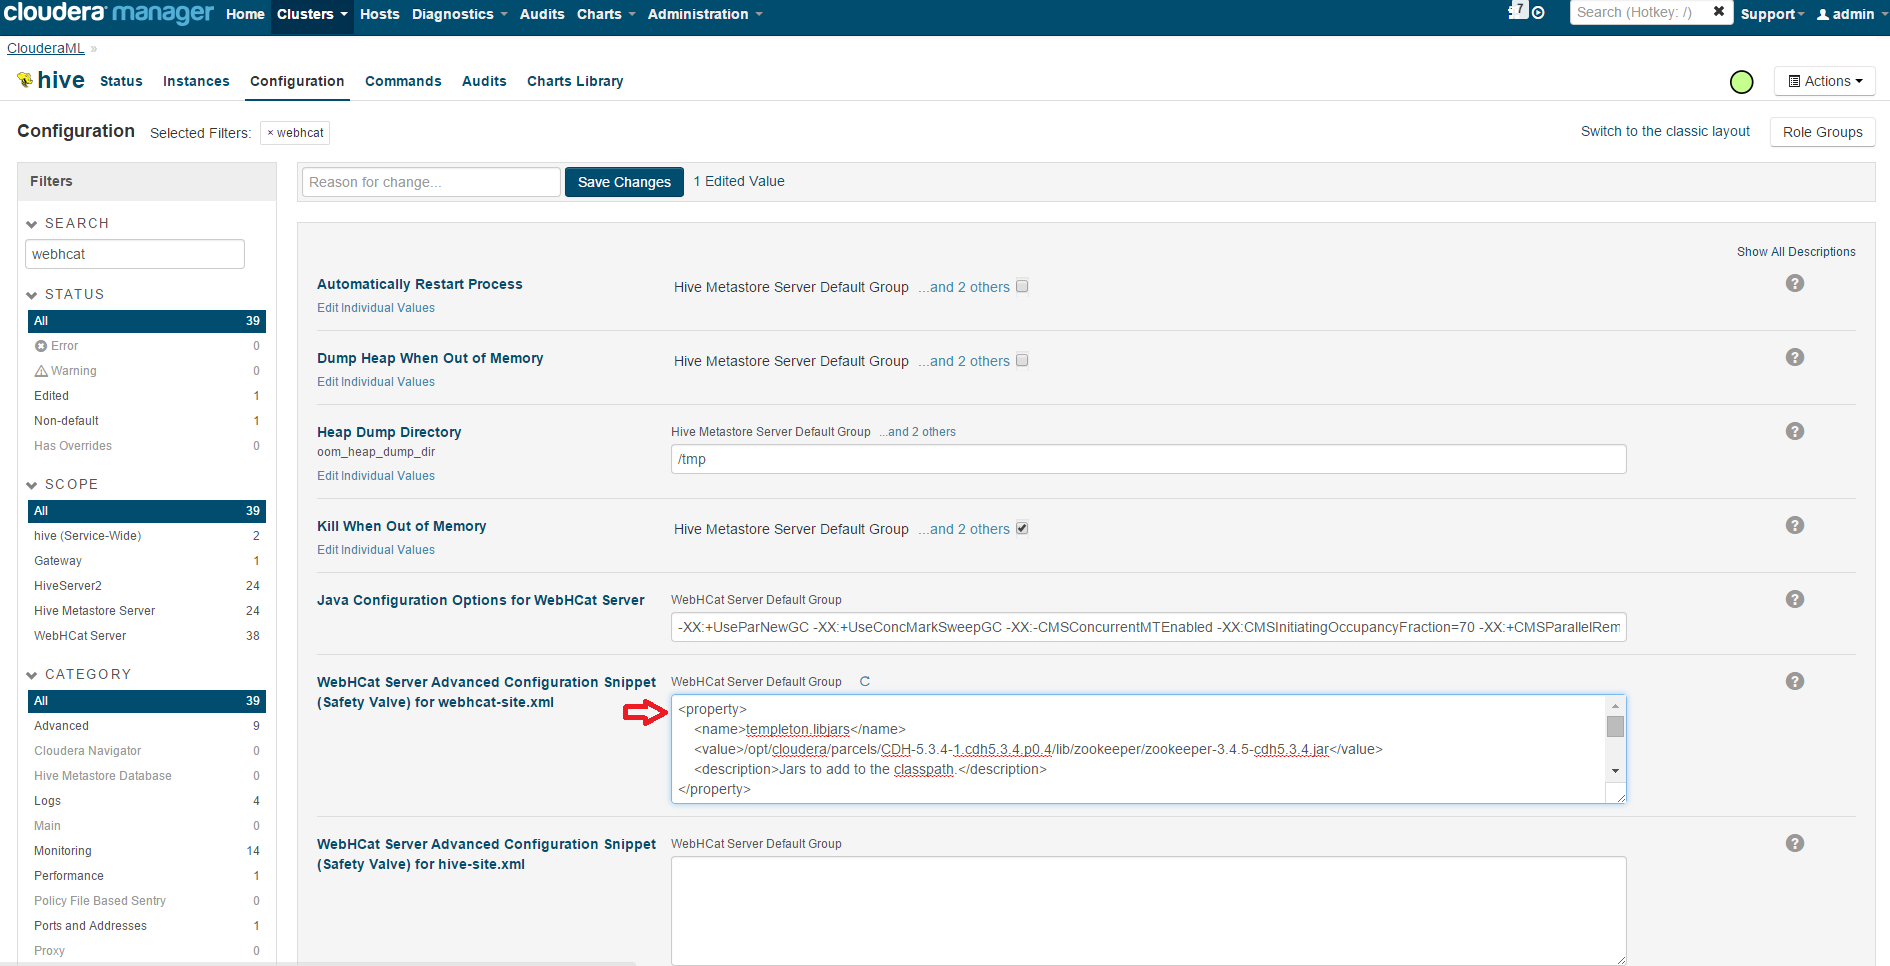 cloudera manager Home Clusters Hosts Diagnostics Audits Charts Administration 7 Search (Hotkey: /) Support admin
ClouderaML »
hive Status Instances Configuration Commands Audits Charts Library Actions
Configuration Selected Filters: × webhcat Switch to the classic layout Role Groups
Filters
Reason for change... Save Changes 1 Edited Value
SEARCH
webhcat
STATUS
All 39
Error 0
Warning 0
Edited 1
Non-default 1
Has Overrides 0
SCOPE
All 39
hive (Service-Wide) 2
Gateway 1
HiveServer2 24
Hive Metastore Server 24
WebHCat Server 38
CATEGORY
All 39
Advanced 9
Cloudera Navigator 0
Hive Metastore Database 0
Logs 4
Main 0
Monitoring 14
Performance 1
Policy File Based Sentry 0
Ports and Addresses 1
Proxy 0
Show All Descriptions
Automatically Restart Process Hive Metastore Server Default Group ...and 2 others ?
Edit Individual Values
Dump Heap When Out of Memory Hive Metastore Server Default Group ...and 2 others ?
Edit Individual Values
Heap Dump Directory Hive Metastore Server Default Group ...and 2 others ?
oom_heap_dump_dir /tmp
Edit Individual Values
Kill When Out of Memory Hive Metastore Server Default Group ...and 2 others ?
Edit Individual Values
Java Configuration Options for WebHCat Server WebHCat Server Default Group ?
-XX:+UseParNewGC -XX:+UseConcMarkSweepGC -XX:-CMSConcurrentMTEnabled -XX:CMSInitiatingOccupancyFraction=70 -XX:+CMSParallelRem
WebHCat Server Advanced Configuration Snippet WebHCat Server Default Group ?
(Safety Valve) for webhcat-site.xml
<property>
<name>templeton.libjars</name>
<value>/opt/cloudera/parcels/CDH-5.3.4-1.cdh5.3.4.p0.4/lib/zookeeper/zookeeper-3.4.5-cdh5.3.4.jar</value>
<description>Jars to add to the classpath.</description>
</property>
WebHCat Server Advanced Configuration Snippet WebHCat Server Default Group ?
(Safety Valve) for hive-site.xml